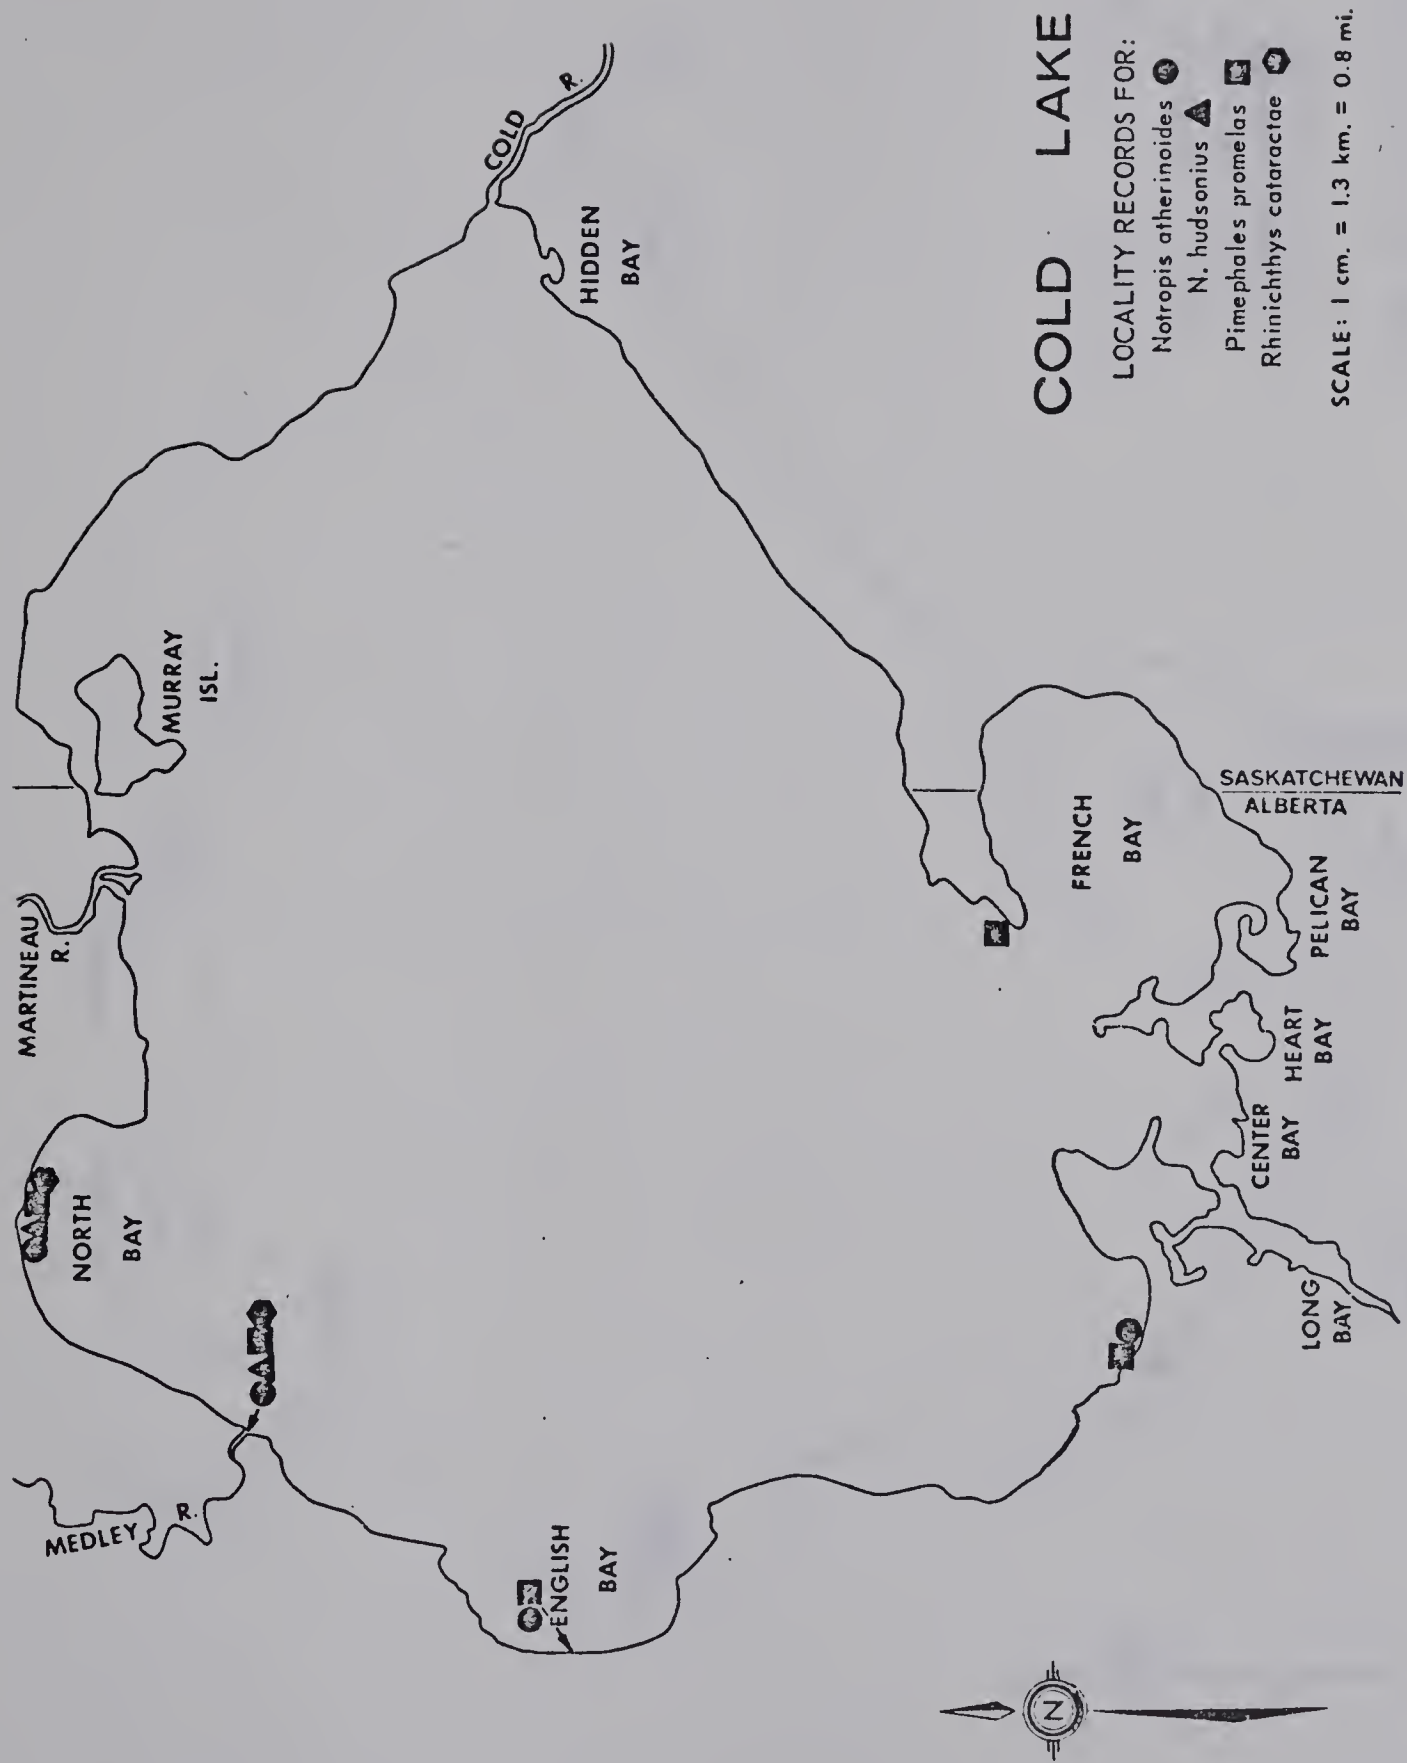 MEDLEY
R.
NORTH
BAY
MARTINEAU
R.
MURRAY
ISL.
COLD
R.
HIDDEN
BAY
ENGLISH
BAY
FRENCH
BAY
SASKATCHEWAN
ALBERTA
PELICAN
BAY
HEART
BAY
CENTER
BAY
LONG
BAY
N
COLD LAKE
LOCALITY RECORDS FOR:
Notropis atherinoides
N. hudsonius
Pimephales promelas
Rhinichthys cataractae
SCALE: 1 cm. = 1.3 km. = 0.8 mi.